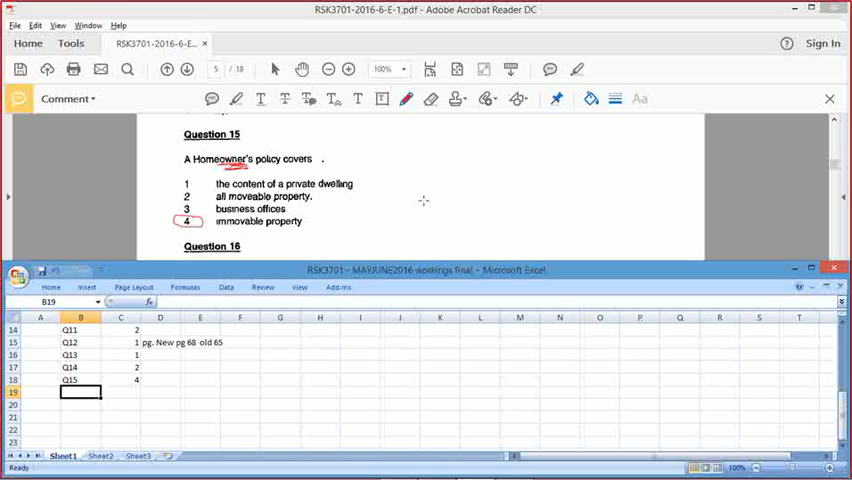 RSK3701-2016-6-E-1.pdf - Adobe Acrobat Reader DC
File Edit View Window Help
Home Tools RSK3701-2016-6-E... × Sign In
5 / 18 100%
Comment Aa
Question 15
A Homeowner's policy covers .
1 the content of a private dwelling
2 all moveable property.
3 business offices
4 immovable property
Question 16
RSK3701 - MAYJUNE2016 workings final - Microsoft Excel
Home Insert Page Layout Formulas Data Review View Add-Ins
B19 fx
A B C D E F G H I J K L M N O P Q
14 Q11 2
15 Q12 1 pg. New pg 68 old 65
16 Q13 1
17 Q14 2
18 Q15 4
19
20
21
22
23
Sheet1 Sheet2 Sheet3
Ready 100%